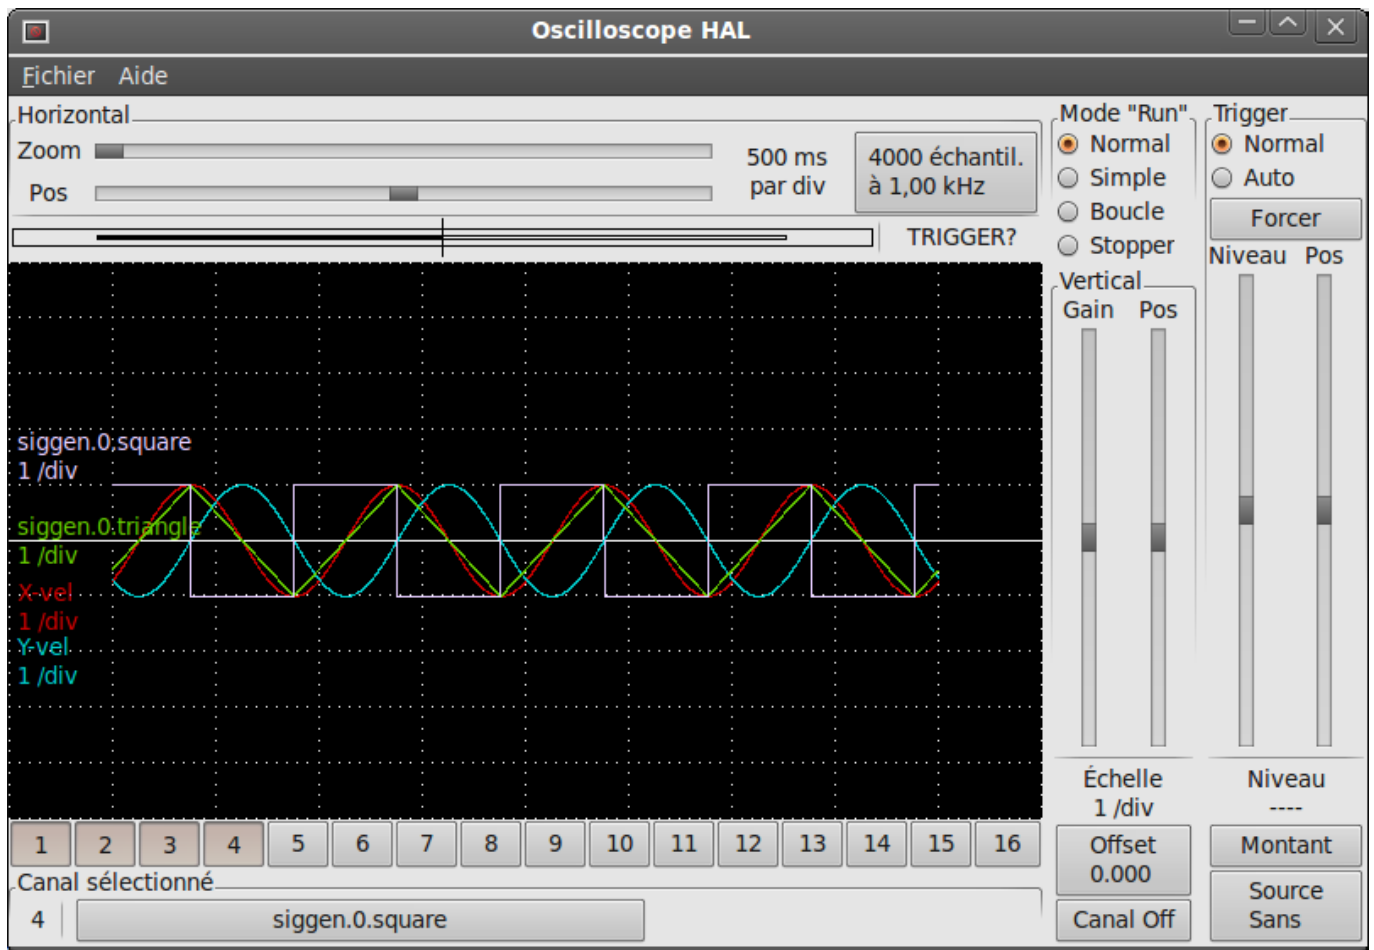 Oscilloscope HAL
Fichier Aide
Horizontal
Zoom
Pos
500 ms
par div
4000 échantil.
à 1,00 kHz
TRIGGER?
Mode "Run"
Normal
Simple
Boucle
Stopper
Trigger
Normal
Auto
Forcer
Niveau Pos
Vertical
Gain Pos
siggen.0.square
1 /div
siggen.0.triangle
1 /div
X-vel
1 /div
Y-vel
1 /div
Échelle
1 /div
Offset
0.000
Canal Off
Niveau
----
Montant
Source
Sans
1 2 3 4 5 6 7 8 9 10 11 12 13 14 15 16
Canal sélectionné
4 siggen.0.square